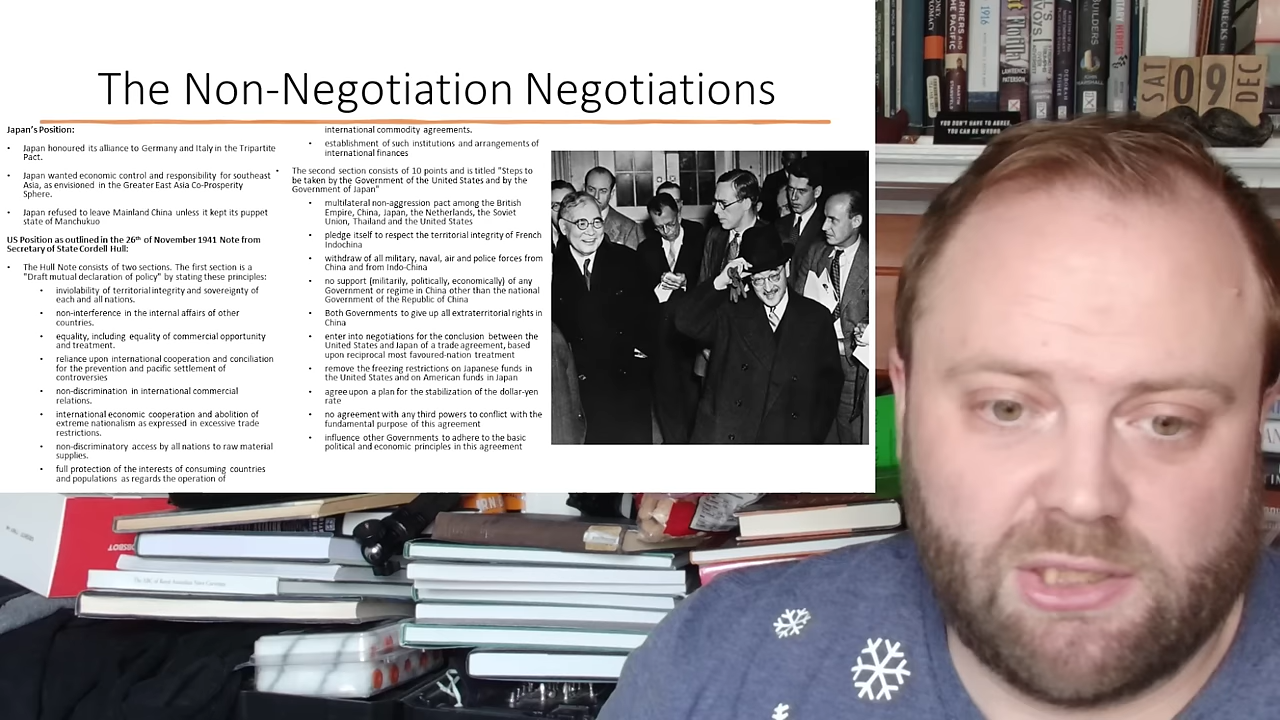 The Non-Negotiation Negotiations
Japan's Position:
• Japan honoured its alliance to Germany and Italy in the Tripartite
Pact.
• Japan wanted economic control and responsibility for southeast
Asia, as envisioned in the Greater East Asia Co-Prosperity
Sphere.
• Japan refused to leave Mainland China unless it kept its puppet
state of Manchukuo
US Position as outlined in the 26th of November 1941 Note from
Secretary of State Cordell Hull:
• The Hull Note consists of two sections. The first section is a
"Draft mutual declaration of policy" by stating these principles:
• inviolability of territorial integrity and sovereignty of
each and all nations.
• non-interference in the internal affairs of other
countries.
• equality, including equality of commercial opportunity
and treatment.
• reliance upon international cooperation and conciliation
for the prevention and pacific settlement of
controversies
• non-discrimination in international commercial
relations.
• international economic cooperation and abolition of
extreme nationalism as expressed in excessive trade
restrictions.
• non-discriminatory access by all nations to raw material
supplies.
• full protection of the interests of consuming countries
and populations as regards the operation of
international commodity agreements.
• establishment of such institutions and arrangements of
international finances
• The second section consists of 10 points and is titled "Steps to
be taken by the Government of the United States and by the
Government of Japan"
• multilateral non-aggression pact among the British
Empire, China, Japan, the Netherlands, the Soviet
Union, Thailand and the United States
• pledge itself to respect the territorial integrity of French
Indochina
• withdraw of all military, naval, air and police forces from
China and from Indo-China
• no support (militarily, politically, economically) of any
Government or regime in China other than the national
Government of the Republic of China
• Both Governments to give up all extraterritorial rights in
China
• enter into negotiations for the conclusion between the
United States and Japan of a trade agreement, based
upon reciprocal most favoured-nation treatment
• remove the freezing restrictions on Japanese funds in
the United States and on American funds in Japan
• agree upon a plan for the stabilization of the dollar-yen
rate
• no agreement with any third powers to conflict with the
fundamental purpose of this agreement
• influence other Governments to adhere to the basic
political and economic principles in this agreement
1916
LAWRENCE
PATERSON
BUILDERS
WRECKS
SAT
09
DEC
YOU DON'T HAVE TO AGREE,
YOU CAN BE WRONG